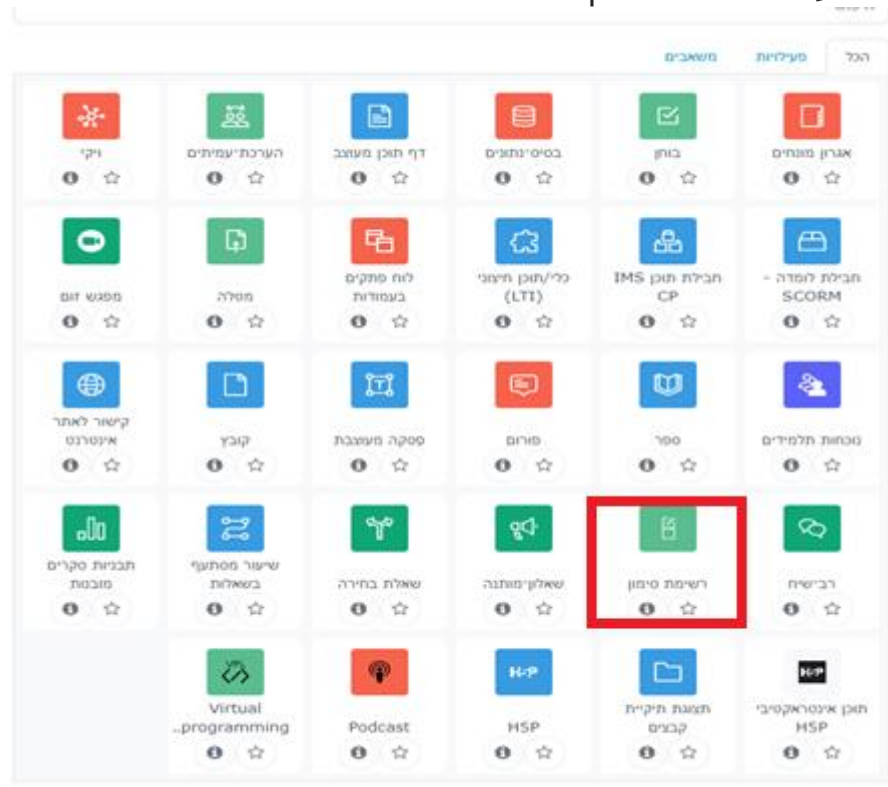 הכל
פעילויות
משאבים
אגרון מונחים
בוחן
בסיס־נתונים
דף תוכן מעוצב
הערכת־עמיתים
ויקי
חבילת לומדה -
SCORM
חבילת תוכן IMS
CP
כלי/תוכן חיצוני
(LTI)
לוח פתקים
בעמודות
מטלה
מפגש זום
נוכחות תלמידים
ספר
פורום
פסקה מעוצבת
קובץ
קישור לאתר
אינטרנט
רב־שיח
רשימת סימון
שאלון־מותנה
שאלת בחירה
שיעור מסתעף
בשאלות
תבניות סקרים
מובנות
H5P
תוכן אינטראקטיבי
H5P
תצוגת תיקיית
קבצים
H5P
H5P
Podcast
Virtual
programming..